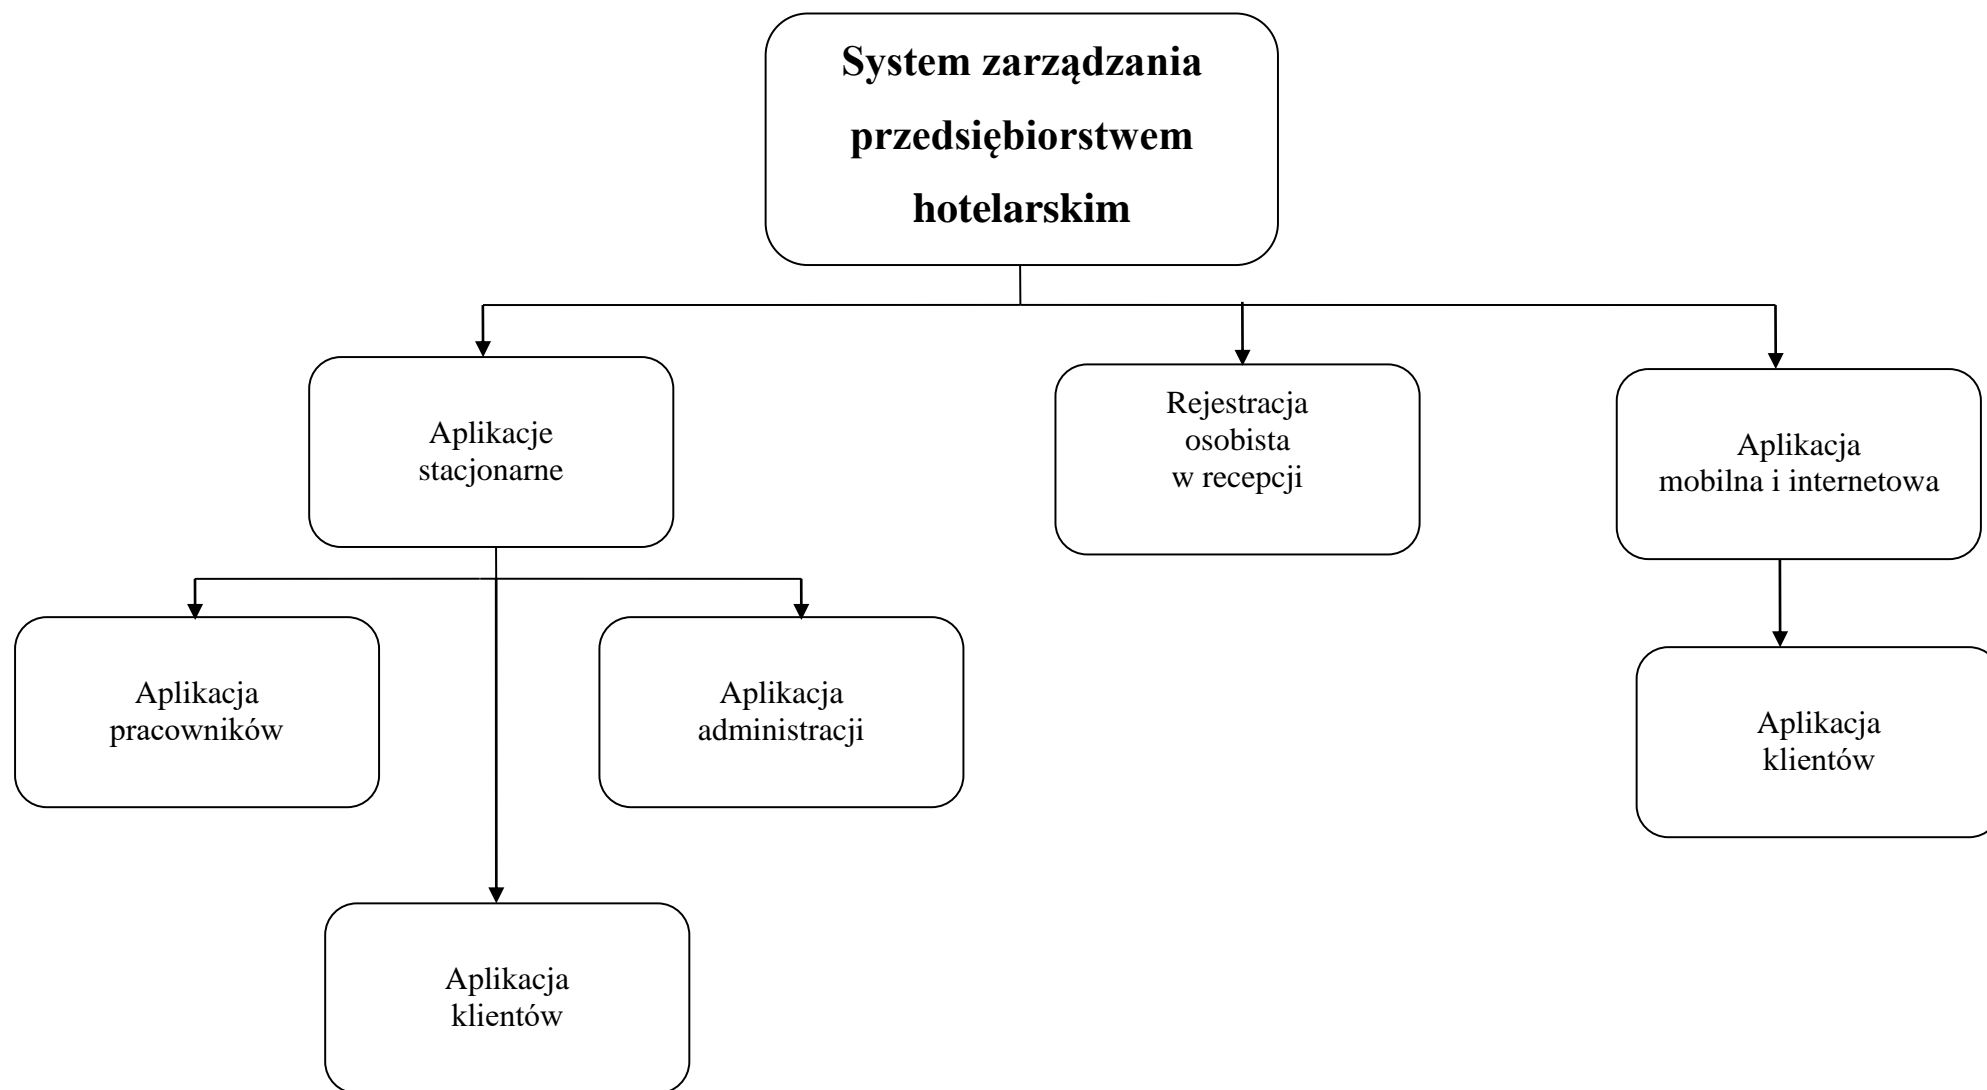 System zarządzania
przedsiębiorstwem
hotelarskim
Aplikacje
stacjonarne
Rejestracja
osobista
w recepcji
Aplikacja
mobilna i internetowa
Aplikacja
pracowników
Aplikacja
administracji
Aplikacja
klientów
Aplikacja
klientów